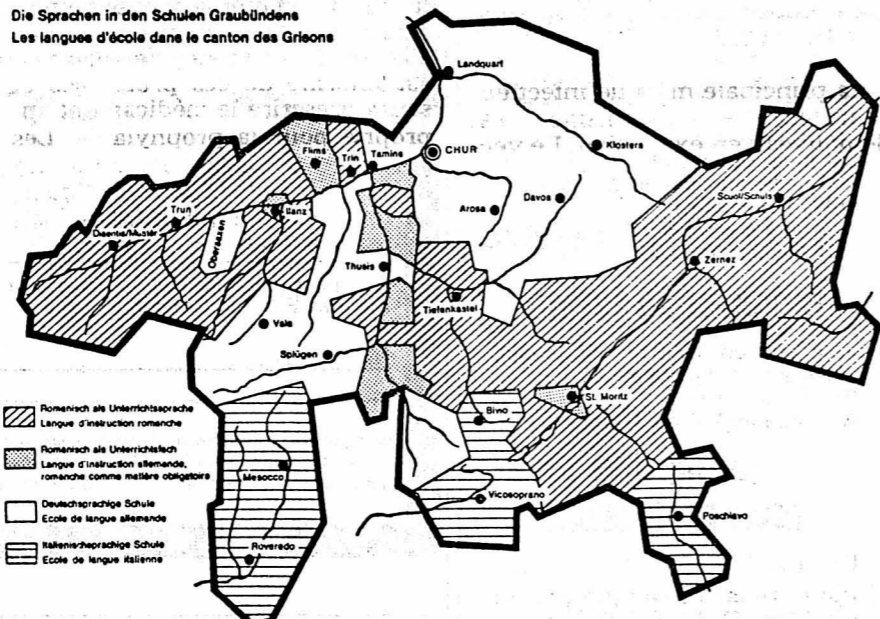 Die Sprachen in den Schulen Graubündens
Les langues d'école dans le canton des Grisons
Landquart
CHUR
Klosters
Flims
Trin
Tamins
Arosa
Davos
Scuol/Schuls
Trun
Ilanz
Disentis/Mustér
Obersaxen
Thusis
Zernez
Tiefenkastel
Vals
Splügen
St. Moritz
Bivio
Mesocco
Vicosoprano
Poschiavo
Roveredo
Romanisch als Unterrichtssprache
Langue d'instruction romanche
Romanisch als Unterrichtsfach
Langue d'instruction allemande,
romanche comme matière obligatoire
Deutschsprachige Schule
Ecole de langue allemande
Italienischsprachige Schule
Ecole de langue italienne